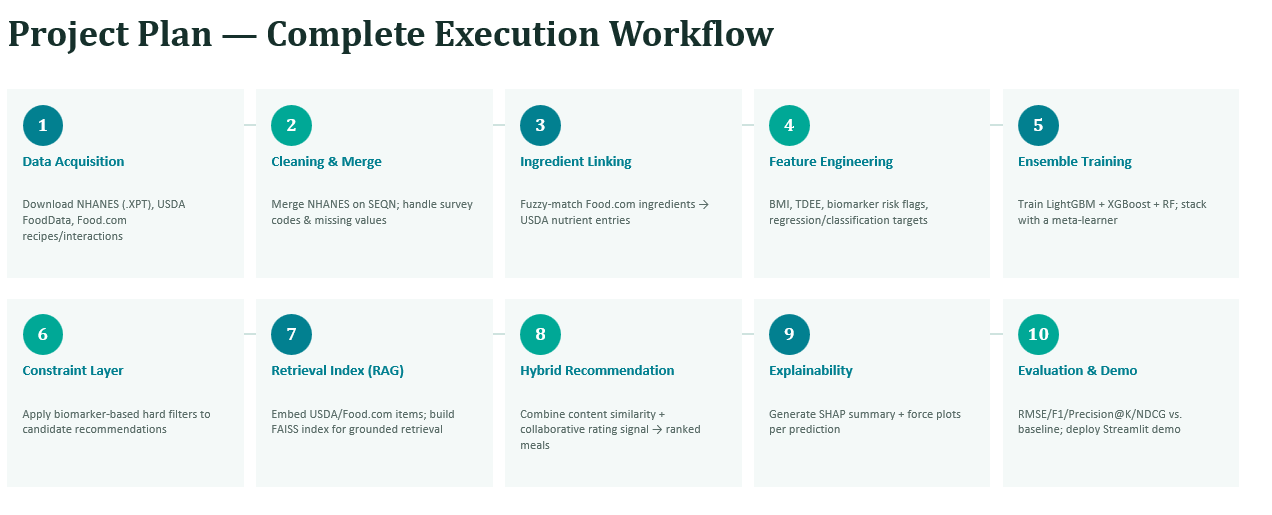 Project Plan — Complete Execution Workflow
1
Data Acquisition
Download NHANES (.XPT), USDA
FoodData, Food.com
recipes/interactions
2
Cleaning & Merge
Merge NHANES on SEQN; handle survey
codes & missing values
3
Ingredient Linking
Fuzzy-match Food.com ingredients →
USDA nutrient entries
4
Feature Engineering
BMI, TDEE, biomarker risk flags,
regression/classification targets
5
Ensemble Training
Train LightGBM + XGBoost + RF; stack
with a meta-learner
6
Constraint Layer
Apply biomarker-based hard filters to
candidate recommendations
7
Retrieval Index (RAG)
Embed USDA/Food.com items; build
FAISS index for grounded retrieval
8
Hybrid Recommendation
Combine content similarity +
collaborative rating signal → ranked
meals
9
Explainability
Generate SHAP summary + force plots
per prediction
10
Evaluation & Demo
RMSE/F1/Precision@K/NDCG vs.
baseline; deploy Streamlit demo